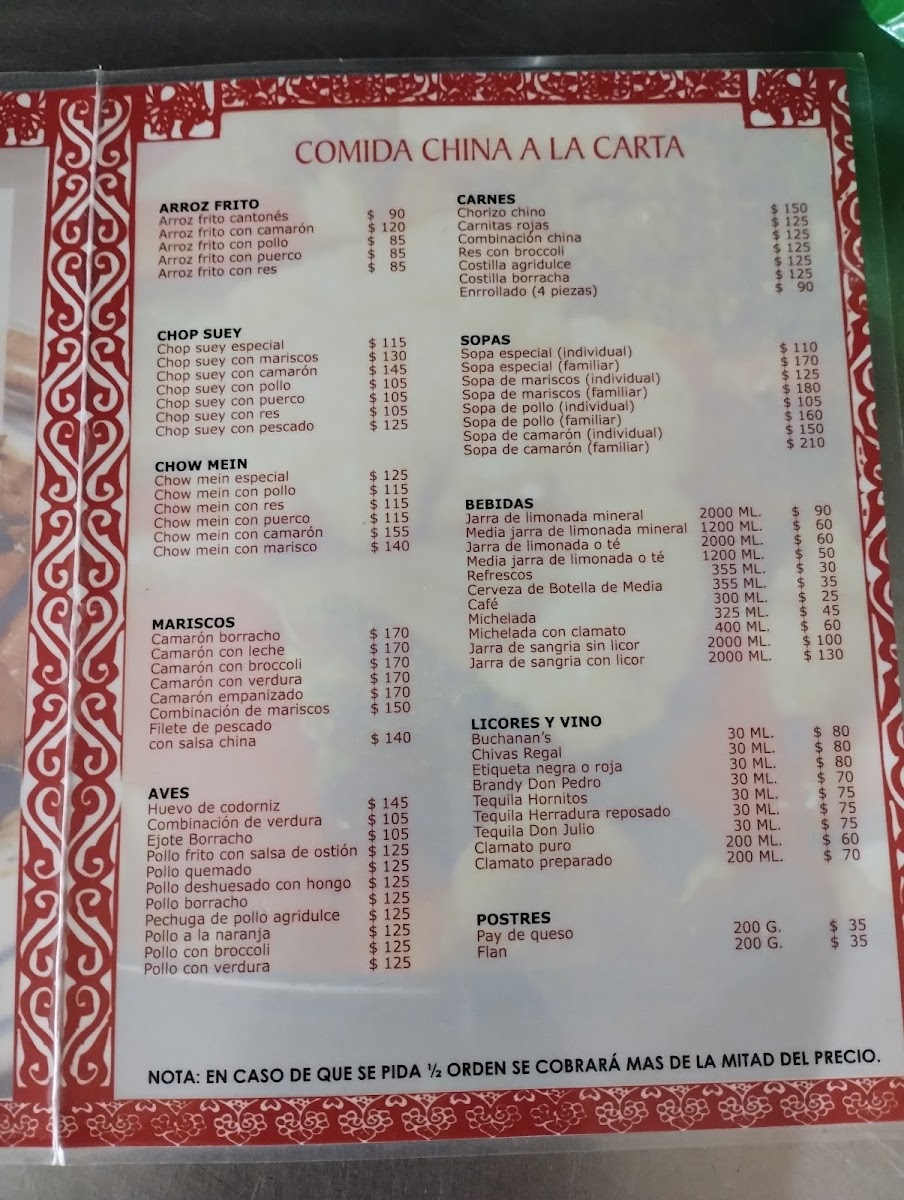 COMIDA CHINA A LA CARTA
ARROZ FRITO
Arroz frito cantonés $ 90
Arroz frito con camarón $ 120
Arroz frito con pollo $ 85
Arroz frito con puerco $ 85
Arroz frito con res $ 85
CHOP SUEY
Chop suey especial $ 115
Chop suey con mariscos $ 130
Chop suey con camarón $ 145
Chop suey con pollo $ 105
Chop suey con puerco $ 105
Chop suey con res $ 105
Chop suey con pescado $ 125
CHOW MEIN
Chow mein especial $ 125
Chow mein con pollo $ 115
Chow mein con res $ 115
Chow mein con puerco $ 115
Chow mein con camarón $ 155
Chow mein con marisco $ 140
MARISCOS
Camarón borracho $ 170
Camarón con leche $ 170
Camarón con broccoli $ 170
Camarón con verdura $ 170
Camarón empanizado $ 170
Combinación de mariscos $ 150
Filete de pescado
con salsa china $ 140
AVES
Huevo de codorniz $ 145
Combinación de verdura $ 105
Ejote Borracho $ 105
Pollo frito con salsa de ostión $ 125
Pollo quemado $ 125
Pollo deshuesado con hongo $ 125
Pollo borracho $ 125
Pechuga de pollo agridulce $ 125
Pollo a la naranja $ 125
Pollo con broccoli $ 125
Pollo con verdura $ 125
CARNES
Chorizo chino $ 150
Carnitas rojas $ 125
Combinación china $ 125
Res con broccoli $ 125
Costilla agridulce $ 125
Costilla borracha $ 125
Enrrollado (4 piezas) $ 90
SOPAS
Sopa especial (individual) $ 110
Sopa especial (familiar) $ 170
Sopa de mariscos (individual) $ 125
Sopa de mariscos (familiar) $ 180
Sopa de pollo (individual) $ 105
Sopa de pollo (familiar) $ 160
Sopa de camarón (individual) $ 150
Sopa de camarón (familiar) $ 210
BEBIDAS
Jarra de limonada mineral 2000 ML. $ 90
Media jarra de limonada mineral 1200 ML. $ 60
Jarra de limonada o té 2000 ML. $ 60
Media jarra de limonada o té 1200 ML. $ 50
Refrescos 355 ML. $ 30
Cerveza de Botella de Media 355 ML. $ 35
Café 300 ML. $ 25
Michelada 325 ML. $ 45
Michelada con clamato 400 ML. $ 60
Jarra de sangria sin licor 2000 ML. $ 100
Jarra de sangria con licor 2000 ML. $ 130
LICORES Y VINO
Buchanan's 30 ML. $ 80
Chivas Regal 30 ML. $ 80
Etiqueta negra o roja 30 ML. $ 80
Brandy Don Pedro 30 ML. $ 70
Tequila Hornitos 30 ML. $ 75
Tequila Herradura reposado 30 ML. $ 75
Tequila Don Julio 30 ML. $ 75
Clamato puro 200 ML. $ 60
Clamato preparado 200 ML. $ 70
POSTRES
Pay de queso 200 G. $ 35
Flan 200 G. $ 35
NOTA: EN CASO DE QUE SE PIDA ½ ORDEN SE COBRARÁ MAS DE LA MITAD DEL PRECIO.